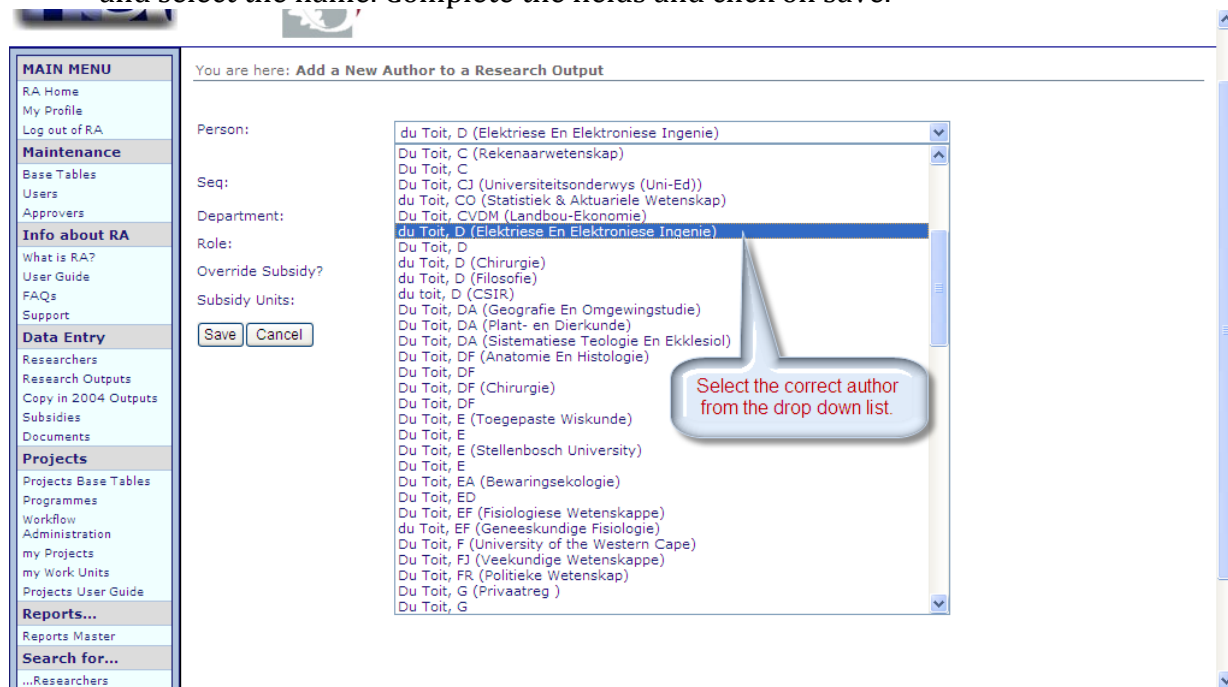 and select the name. Complete the fields and click on save.
MAIN MENU
RA Home
My Profile
Log out of RA
Maintenance
Base Tables
Users
Approvers
Info about RA
What is RA?
User Guide
FAQs
Support
Data Entry
Researchers
Research Outputs
Copy in 2004 Outputs
Subsidies
Documents
Projects
Projects Base Tables
Programmes
Workflow
Administration
my Projects
my Work Units
Projects User Guide
Reports...
Reports Master
Search for...
...Researchers
You are here: Add a New Author to a Research Output
Person:
Seq:
Department:
Role:
Override Subsidy?
Subsidy Units:
Save Cancel
du Toit, D (Elektriese En Elektroniese Ingenie)
Du Toit, C (Rekenaarwetenskap)
Du Toit, C
Du Toit, CJ (Universiteitsonderwys (Uni-Ed))
du Toit, CO (Statistiek & Aktuariele Wetenskap)
Du Toit, CVDM (Landbou-Ekonomie)
du Toit, D (Elektriese En Elektroniese Ingenie)
Du Toit, D
du Toit, D (Chirurgie)
du Toit, D (Filosofie)
du toit, D (CSIR)
Du Toit, DA (Geografie En Omgewingstudie)
Du Toit, DA (Plant- en Dierkunde)
Du Toit, DA (Sistematiese Teologie En Ekklesiol)
Du Toit, DF (Anatomie En Histologie)
Du Toit, DF
Du Toit, DF (Chirurgie)
Du Toit, DF
Du Toit, E (Toegepaste Wiskunde)
Du Toit, E
Du Toit, E (Stellenbosch University)
Du Toit, E
Du Toit, EA (Bewaringsekologie)
Du Toit, ED
Du Toit, EF (Fisiologiese Wetenskappe)
du Toit, EF (Geneeskundige Fisiologie)
Du Toit, F (University of the Western Cape)
Du Toit, FJ (Veekundige Wetenskappe)
Du Toit, FR (Politieke Wetenskap)
Du Toit, G (Privaatreg )
Du Toit, G
Select the correct author
from the drop down list.